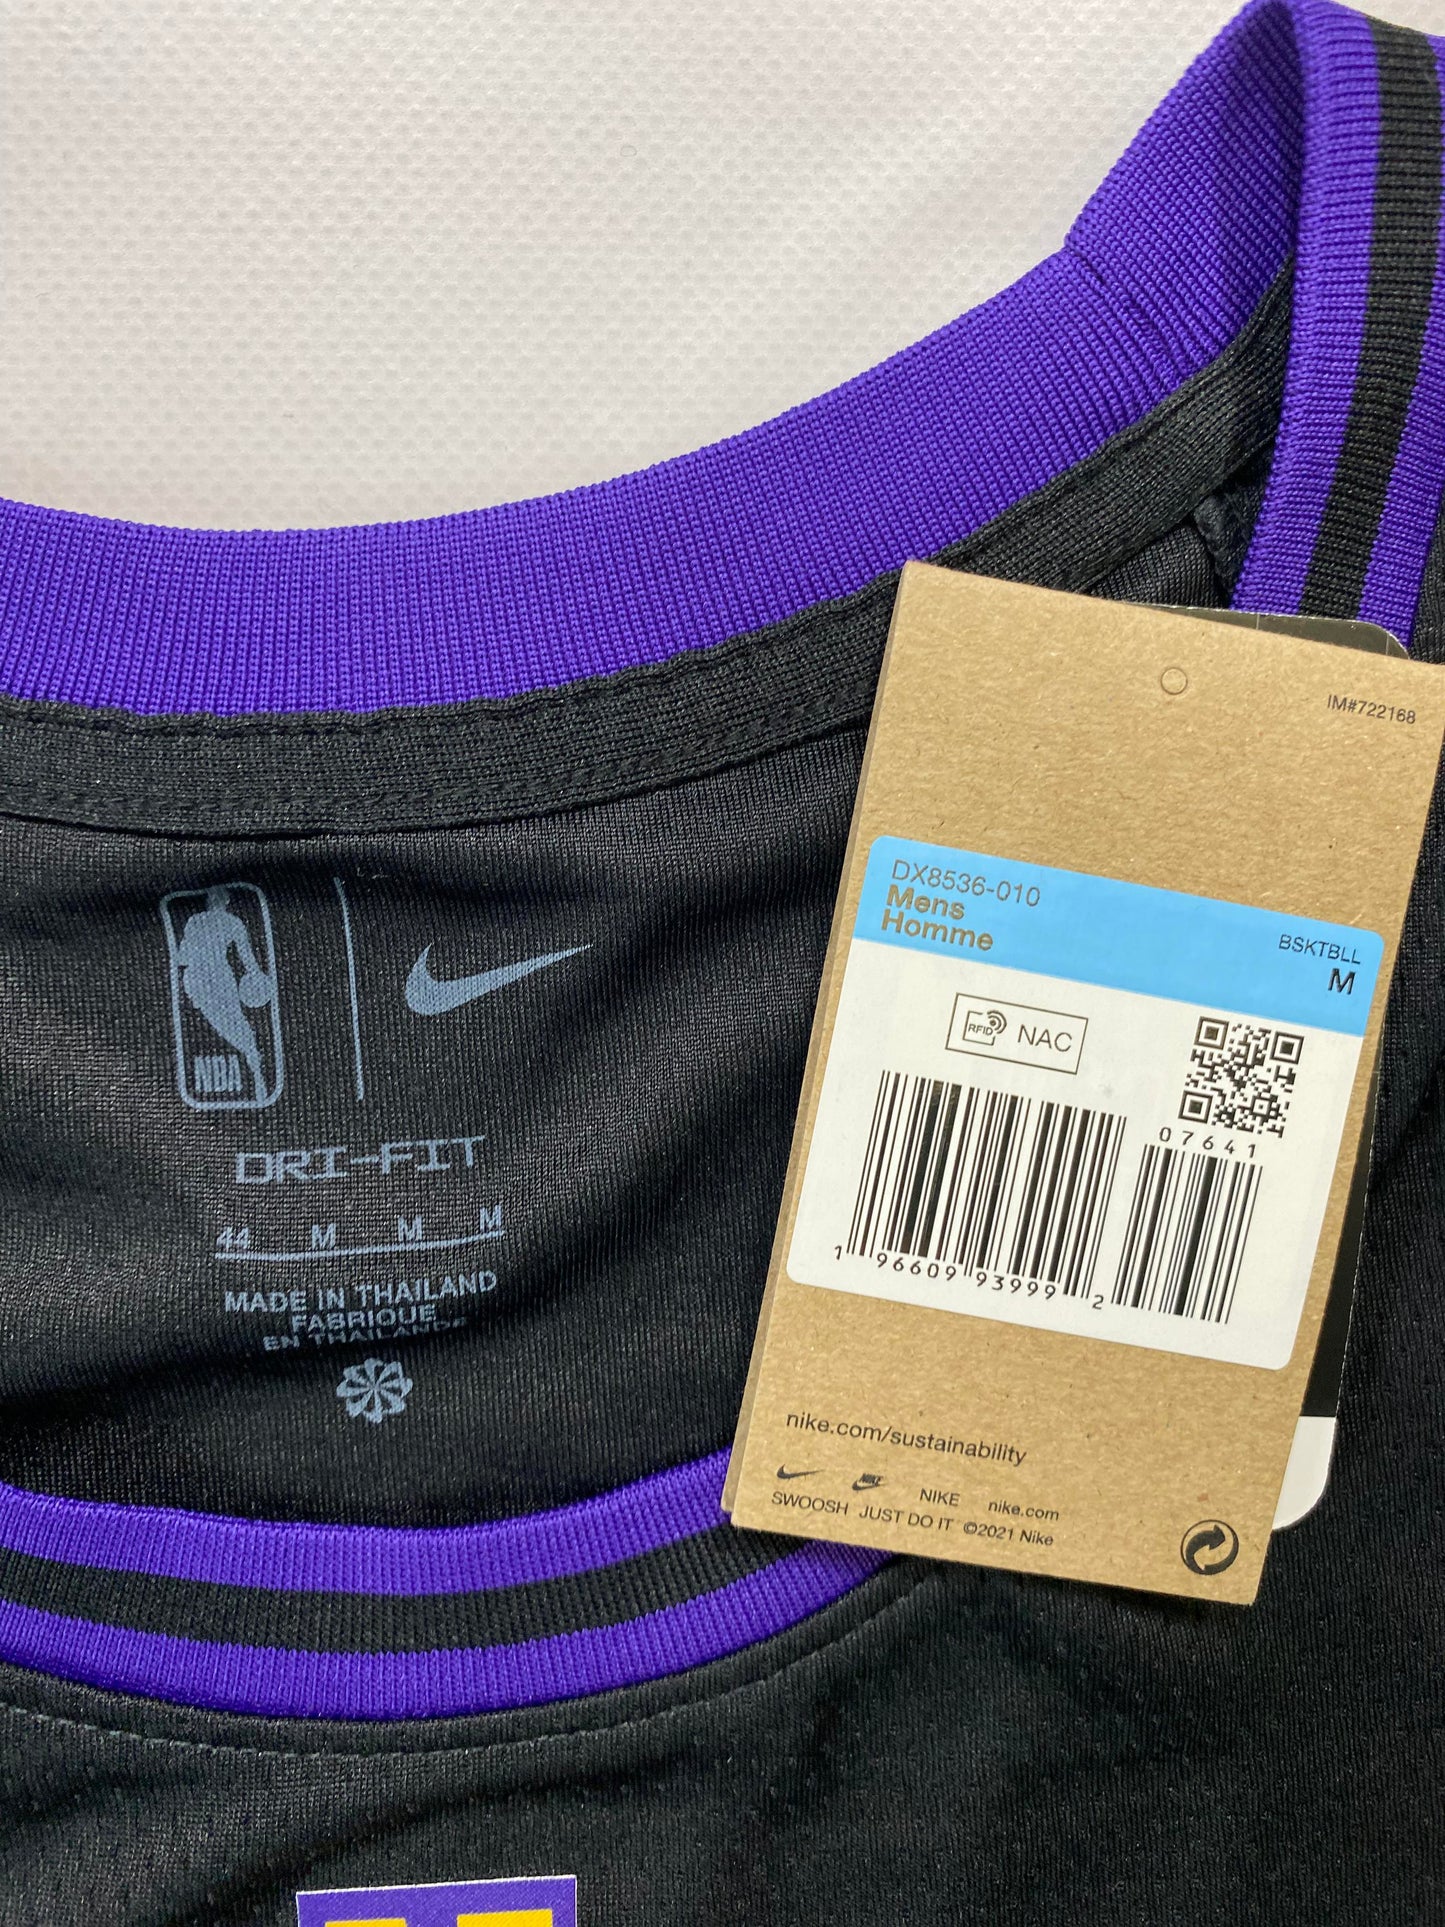 NBA
DRI-FIT
44 M M M
MADE IN THAILAND
FABRIQUE
EN THAILANDE
IM#722168
DX8536-010
Mens
Homme
BSKTBLL
M
RFID NAC
07641
1 96609 93999 2
nike.com/sustainability
NIKE NIKE nike.com
SWOOSH JUST DO IT ©2021 Nike